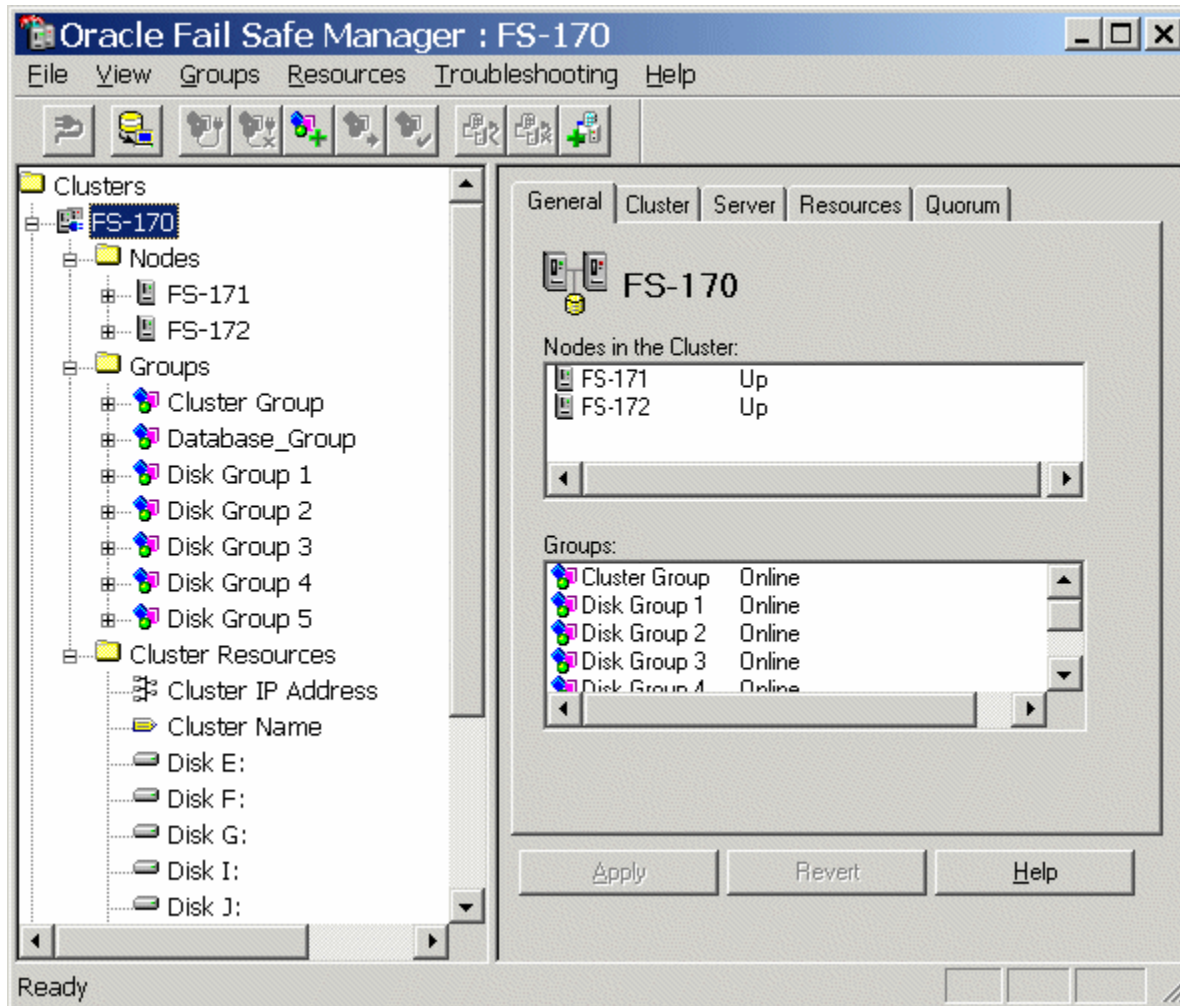 Oracle Fail Safe Manager : FS-170
File View Groups Resources Troubleshooting Help
Clusters
FS-170
Nodes
FS-171
FS-172
Groups
Cluster Group
Database_Group
Disk Group 1
Disk Group 2
Disk Group 3
Disk Group 4
Disk Group 5
Cluster Resources
Cluster IP Address
Cluster Name
Disk E:
Disk F:
Disk G:
Disk I:
Disk J:
General Cluster Server Resources Quorum
FS-170
Nodes in the Cluster:
FS-171 Up
FS-172 Up
Groups:
Cluster Group Online
Disk Group 1 Online
Disk Group 2 Online
Disk Group 3 Online
Disk Group 4 Online
Apply Revert Help
Ready